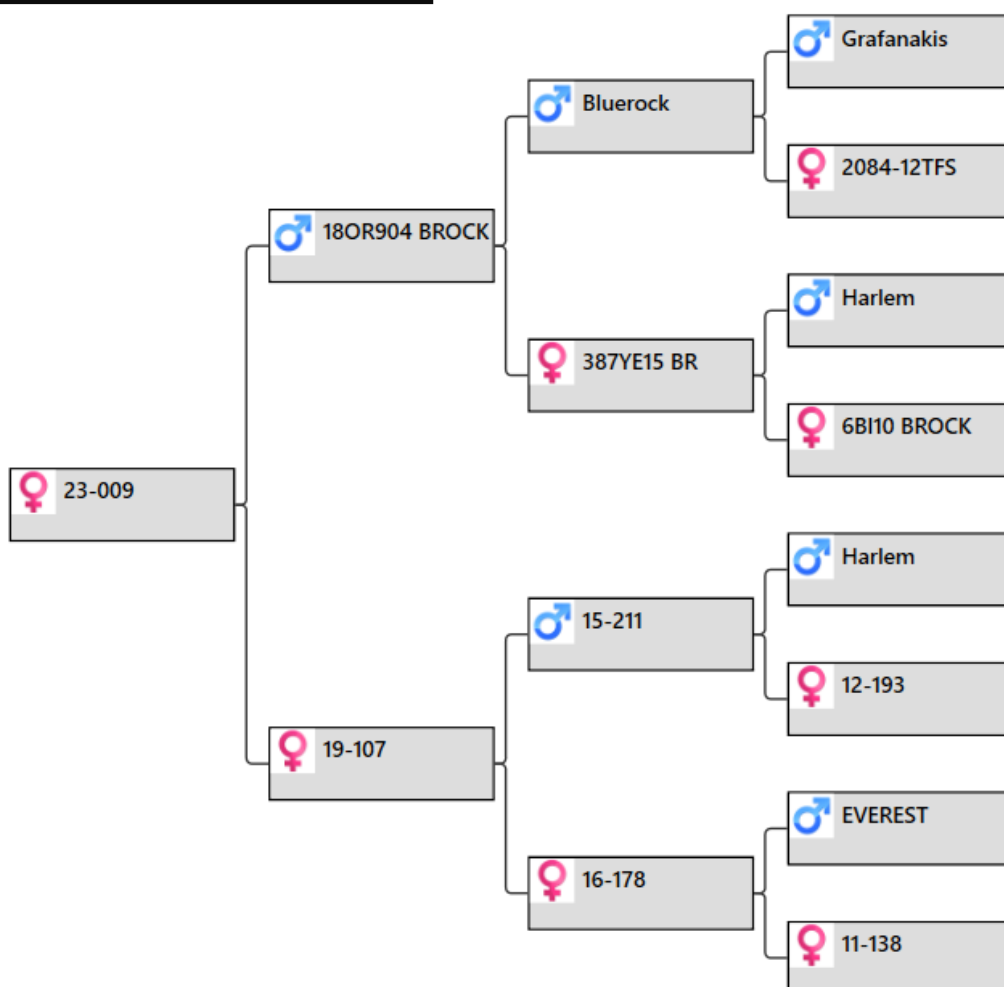 Grafanakis
Bluerock
2084-12TFS
18OR904 BROCK
Harlem
387YE15 BR
6BI10 BROCK
23-009
Harlem
15-211
12-193
19-107
EVEREST
16-178
11-138